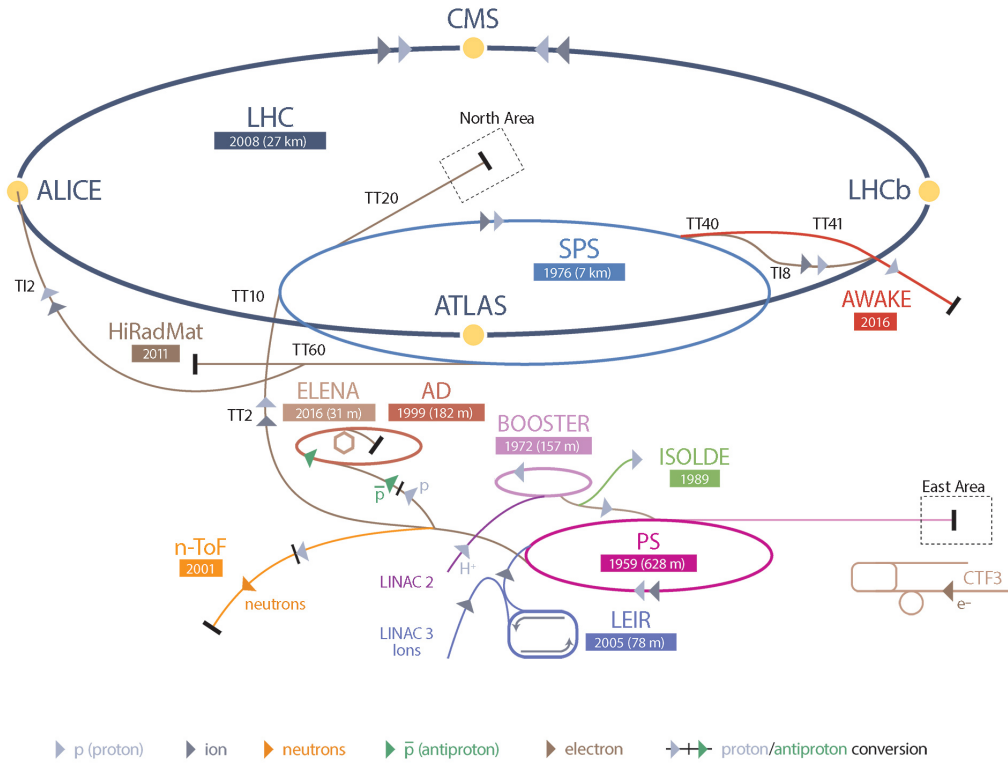 CMS
LHC
2008 (27 km)
North Area
ALICE
TT20
LHCb
TT40
TT41
SPS
1976 (7 km)
TI2
TT10
TI8
ATLAS
AWAKE
2016
HiRadMat
2011
TT60
ELENA
2016 (31 m)
AD
1999 (182 m)
TT2
BOOSTER
1972 (157 m)
ISOLDE
1989
p̅
p
East Area
n-ToF
2001
PS
1959 (628 m)
LINAC 2
H⁺
neutrons
CTF3
e⁻
LINAC 3
Ions
LEIR
2005 (78 m)
p (proton)
ion
neutrons
p̅ (antiproton)
electron
proton/antiproton conversion